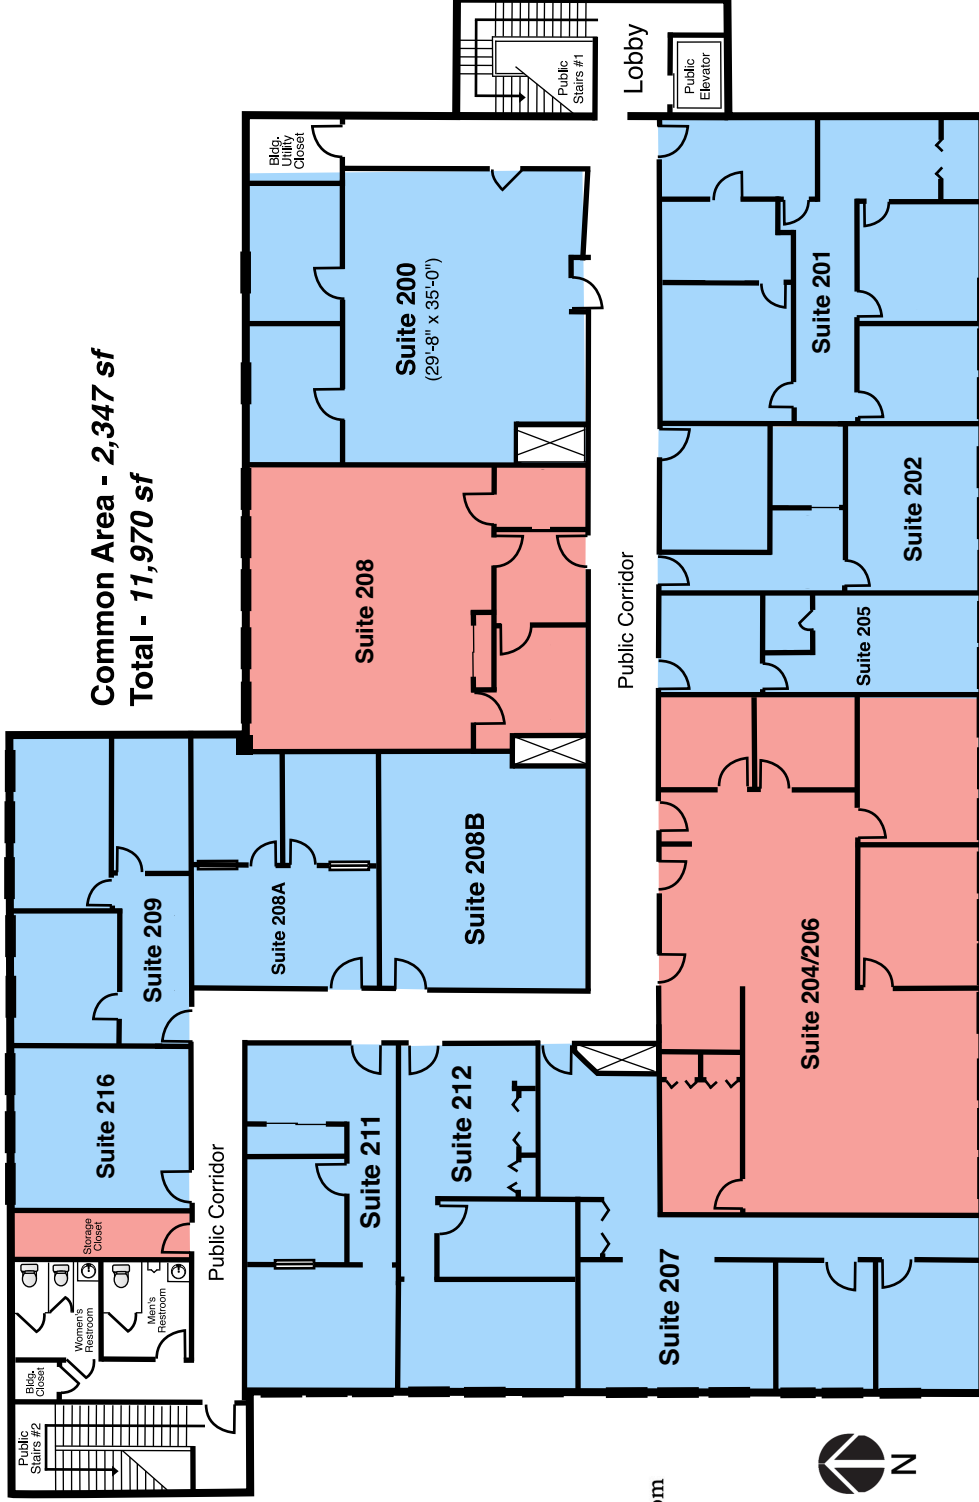 Common Area - 2,347 sf
Total - 11,970 sf
Public
Stairs #2
Bldg.
Closet
Women's
Restroom
Men's
Restroom
Storage
Closet
Suite 216
Suite 209
Suite 208A
Suite 208B
Suite 208
Suite 200
(29'-8" x 35'-0")
Bldg.
Utility
Closet
Public
Stairs #1
Lobby
Public
Elevator
Public Corridor
Public Corridor
Suite 211
Suite 212
Suite 207
Suite 204/206
Suite 205
Suite 202
Suite 201
N
om